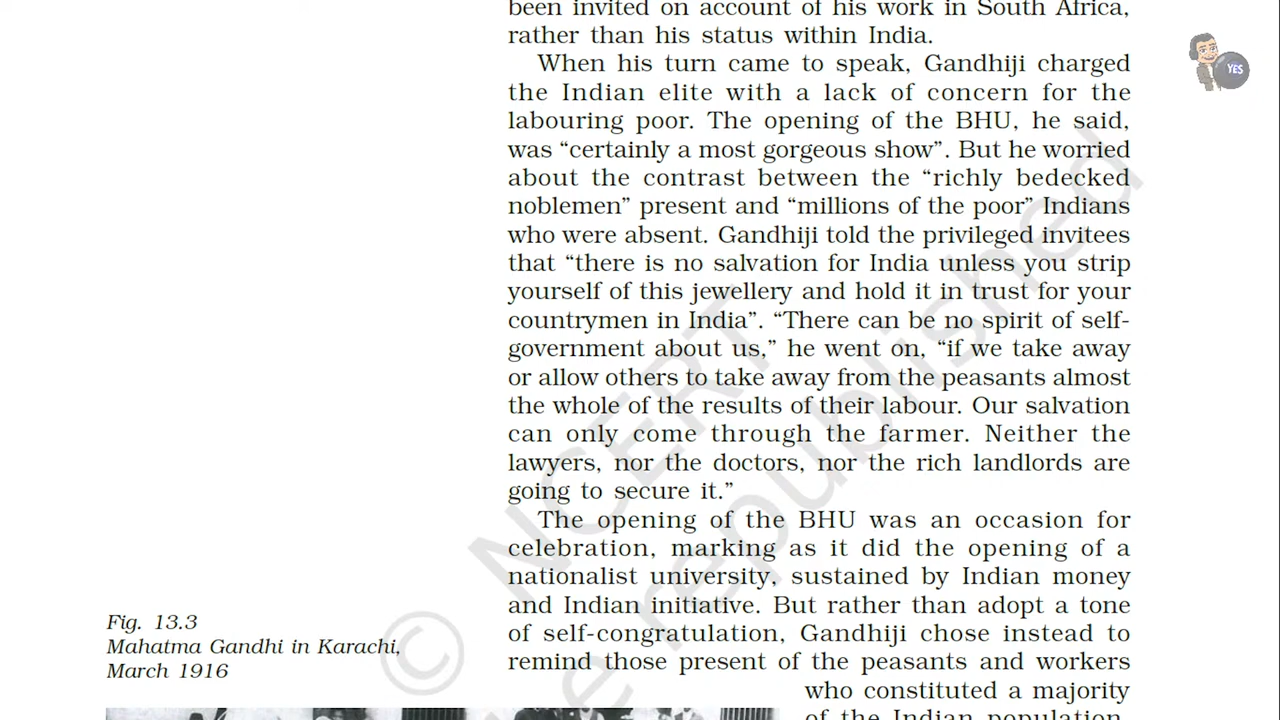 been invited on account of his work in South Africa,
rather than his status within India.
When his turn came to speak, Gandhiji charged
the Indian elite with a lack of concern for the
labouring poor. The opening of the BHU, he said,
was “certainly a most gorgeous show”. But he worried
about the contrast between the “richly bedecked
noblemen” present and “millions of the poor” Indians
who were absent. Gandhiji told the privileged invitees
that “there is no salvation for India unless you strip
yourself of this jewellery and hold it in trust for your
countrymen in India”. “There can be no spirit of self-
government about us,” he went on, “if we take away
or allow others to take away from the peasants almost
the whole of the results of their labour. Our salvation
can only come through the farmer. Neither the
lawyers, nor the doctors, nor the rich landlords are
going to secure it.”
The opening of the BHU was an occasion for
celebration, marking as it did the opening of a
nationalist university, sustained by Indian money
and Indian initiative. But rather than adopt a tone
of self-congratulation, Gandhiji chose instead to
remind those present of the peasants and workers
who constituted a majority
of the Indian population,
Fig. 13.3
Mahatma Gandhi in Karachi,
March 1916
YES
© NCERT
be republished